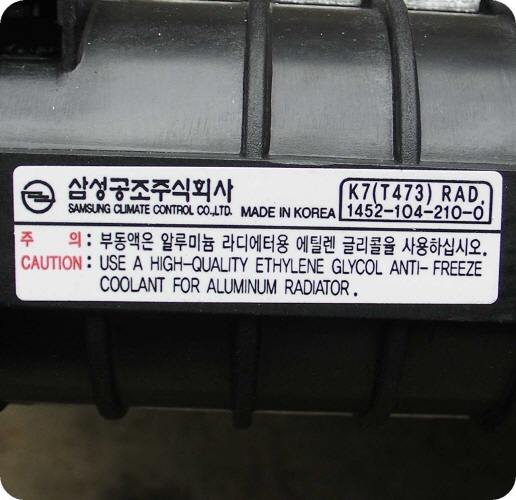 삼성공조주식회사
SAMSUNG CLIMATE CONTROL CO.,LTD. MADE IN KOREA
K7(T473) RAD.
1452-104-210-0
주 의 : 부동액은 알루미늄 라디에터용 에틸렌 글리콜을 사용하십시오.
CAUTION : USE A HIGH-QUALITY ETHYLENE GLYCOL ANTI-FREEZE
COOLANT FOR ALUMINUM RADIATOR.